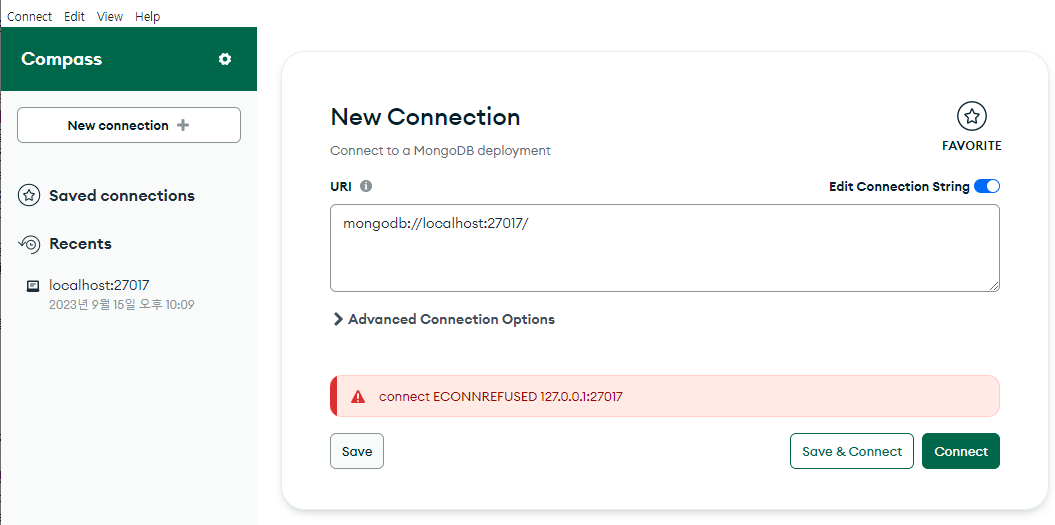 Connect Edit View Help
Compass
New connection
Saved connections
Recents
localhost:27017
2023년 9월 15일 오후 10:09
New Connection
FAVORITE
Connect to a MongoDB deployment
URI
Edit Connection String
mongodb://localhost:27017/
Advanced Connection Options
connect ECONNREFUSED 127.0.0.1:27017
Save
Save & Connect
Connect